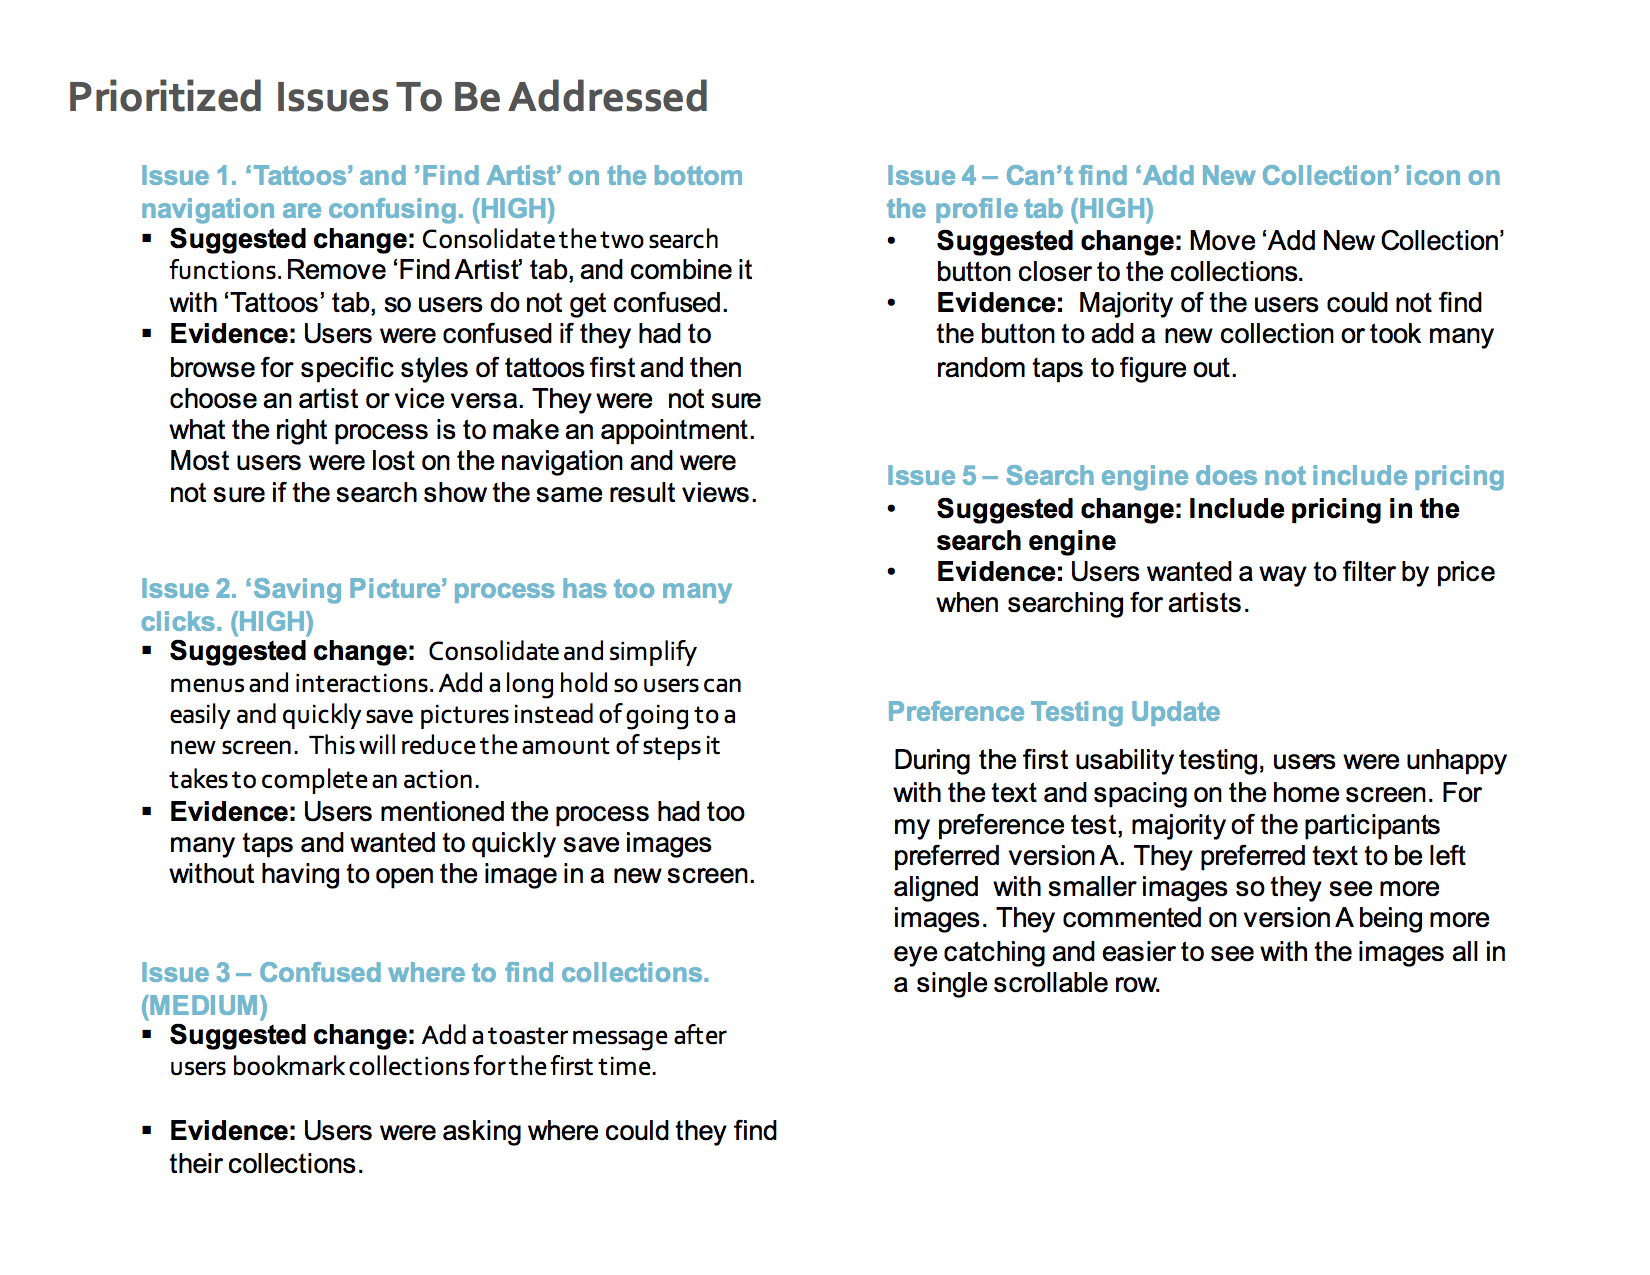 Prioritized Issues To Be Addressed
Issue 1. ‘Tattoos’ and ’Find Artist’ on the bottom
navigation are confusing. (HIGH)
▪ Suggested change: Consolidate the two search
functions. Remove ‘Find Artist’ tab, and combine it
with ‘Tattoos’ tab, so users do not get confused.
▪ Evidence: Users were confused if they had to
browse for specific styles of tattoos first and then
choose an artist or vice versa. They were not sure
what the right process is to make an appointment.
Most users were lost on the navigation and were
not sure if the search show the same result views.
Issue 2. ‘Saving Picture’ process has too many
clicks. (HIGH)
▪ Suggested change: Consolidate and simplify
menus and interactions. Add a long hold so users can
easily and quickly save pictures instead of going to a
new screen. This will reduce the amount of steps it
takes to complete an action.
▪ Evidence: Users mentioned the process had too
many taps and wanted to quickly save images
without having to open the image in a new screen.
Issue 3 – Confused where to find collections.
(MEDIUM)
▪ Suggested change: Add a toaster message after
users bookmark collections for the first time.
▪ Evidence: Users were asking where could they find
their collections.
Issue 4 – Can’t find ‘Add New Collection’ icon on
the profile tab (HIGH)
• Suggested change: Move ‘Add New Collection’
button closer to the collections.
• Evidence: Majority of the users could not find
the button to add a new collection or took many
random taps to figure out.
Issue 5 – Search engine does not include pricing
• Suggested change: Include pricing in the
search engine
• Evidence: Users wanted a way to filter by price
when searching for artists.
Preference Testing Update
During the first usability testing, users were unhappy
with the text and spacing on the home screen. For
my preference test, majority of the participants
preferred version A. They preferred text to be left
aligned with smaller images so they see more
images. They commented on version A being more
eye catching and easier to see with the images all in
a single scrollable row.